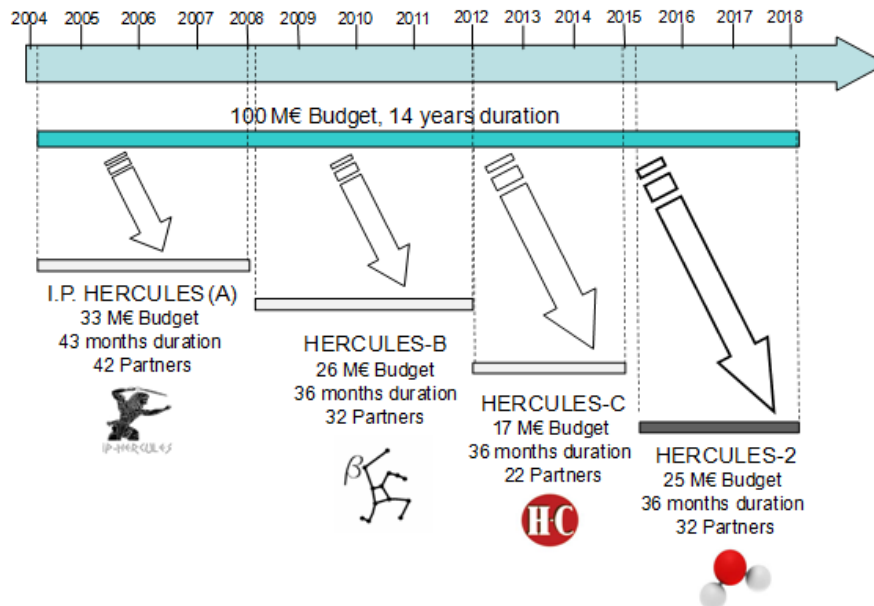 2004 2005 2006 2007 2008 2009 2010 2011 2012 2013 2014 2015 2016 2018
100 M€ Budget, 14 years duration
I.P. HERCULES (A)
33 M€ Budget
43 months duration
42 Partners
IP-HERCULES
HERCULES-B
26 M€ Budget
36 months duration
32 Partners
β
HERCULES-C
17 M€ Budget
36 months duration
22 Partners
H-C
HERCULES-2
25 M€ Budget
36 months duration
32 Partners